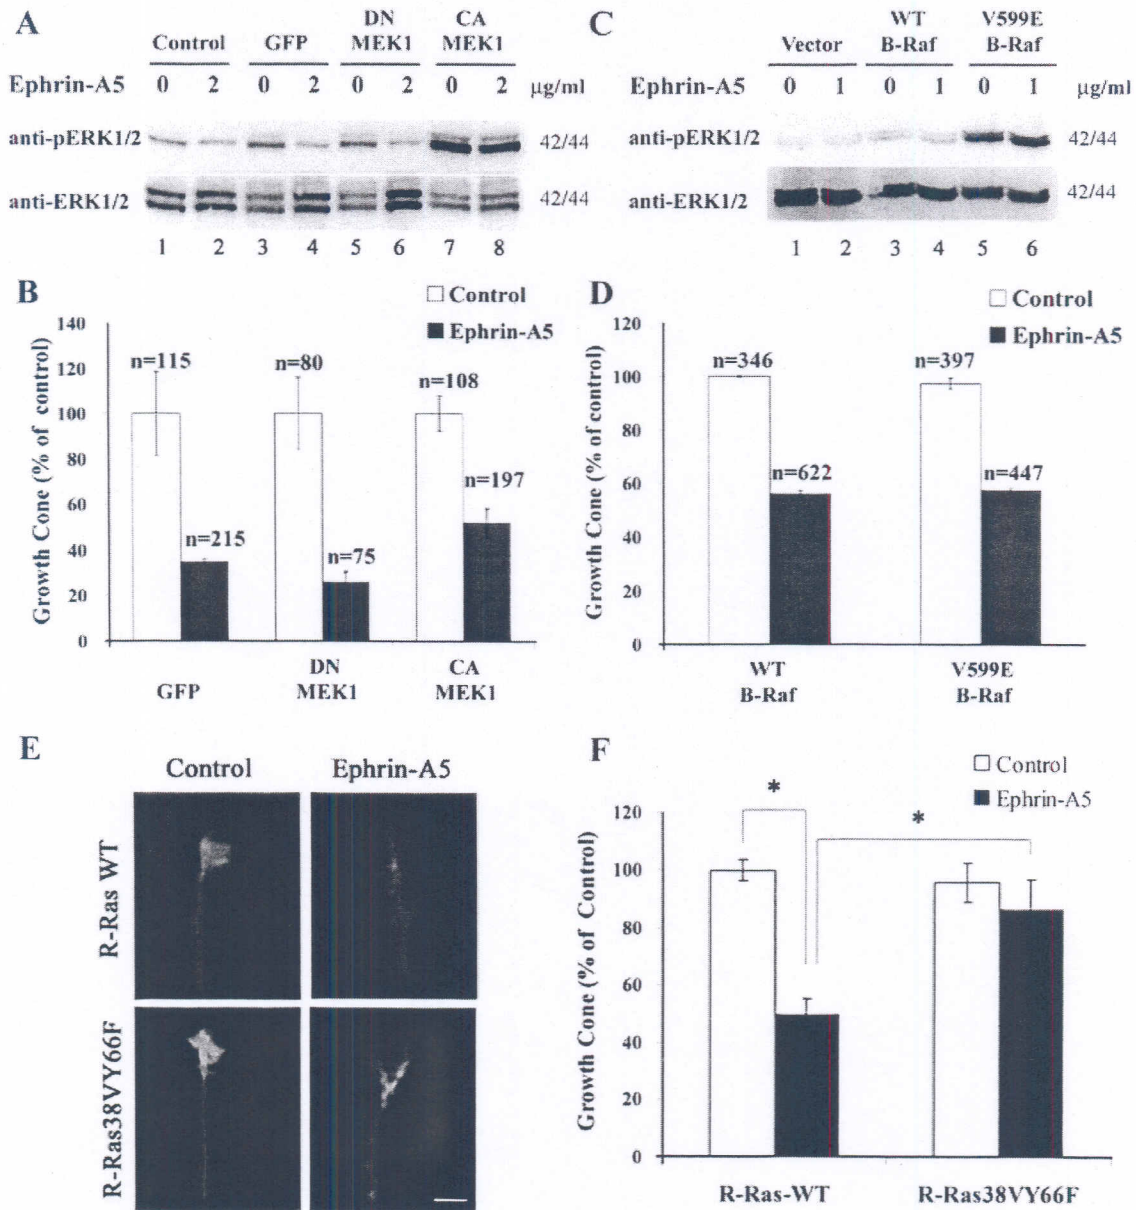 A
Control GFP DN MEK1 CA MEK1
Ephrin-A5 0 2 0 2 0 2 0 2 µg/ml
anti-pERK1/2 42/44
anti-ERK1/2 42/44
1 2 3 4 5 6 7 8
C
Vector WT B-Raf V599E B-Raf
Ephrin-A5 0 1 0 1 0 1 µg/ml
anti-pERK1/2 42/44
anti-ERK1/2 42/44
1 2 3 4 5 6
B
Control
Ephrin-A5
Growth Cone (% of control)
140
120
100
80
60
40
20
0
n=115
n=215
n=80
n=75
n=108
n=197
GFP
DN
MEK1
CA
MEK1
D
Control
Ephrin-A5
Growth Cone (% of control)
120
100
80
60
40
20
0
n=346
n=622
n=397
n=447
WT
B-Raf
V599E
B-Raf
E
Control Ephrin-A5
R-Ras WT
R-Ras38VY66F
F
Control
Ephrin-A5
Growth Cone (% of Control)
120
100
80
60
40
20
0
*
*
R-Ras-WT R-Ras38VY66F